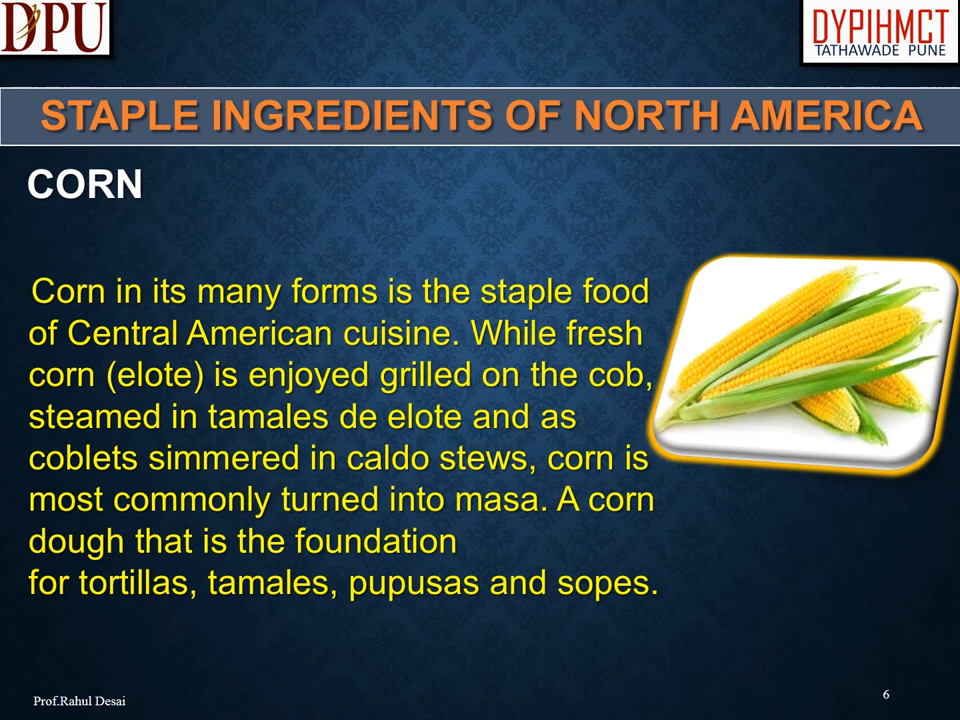 DPU
DYPIHMCT
TATHAWADE PUNE
STAPLE INGREDIENTS OF NORTH AMERICA
CORN
Corn in its many forms is the staple food
of Central American cuisine. While fresh
corn (elote) is enjoyed grilled on the cob,
steamed in tamales de elote and as
coblets simmered in caldo stews, corn is
most commonly turned into masa. A corn
dough that is the foundation
for tortillas, tamales, pupusas and sopes.
Prof.Rahul Desai
6